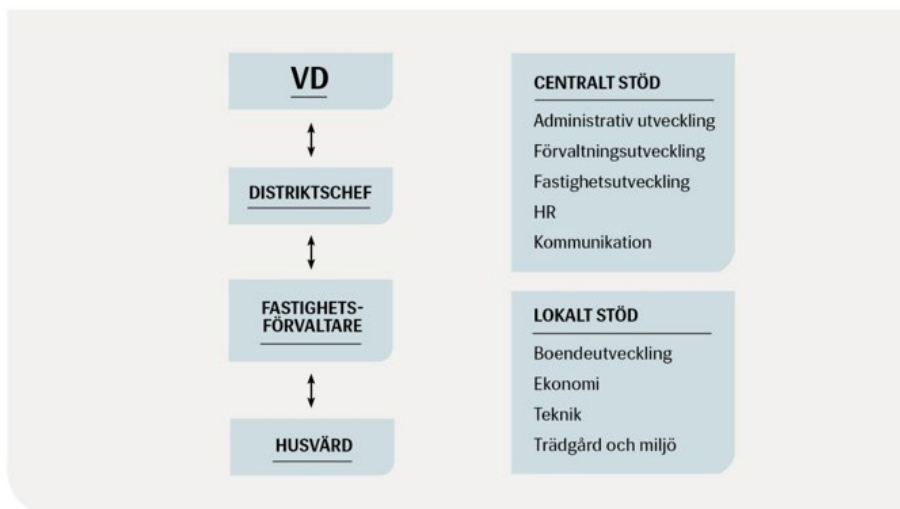 VD
DISTRIKTSCHEF
FASTIGHETS-
FÖRVALTARE
HUSVÄRD
CENTRALT STÖD
Administrativ utveckling
Förvaltningsutveckling
Fastighetsutveckling
HR
Kommunikation
LOKALT STÖD
Boendeutveckling
Ekonomi
Teknik
Trädgård och miljö